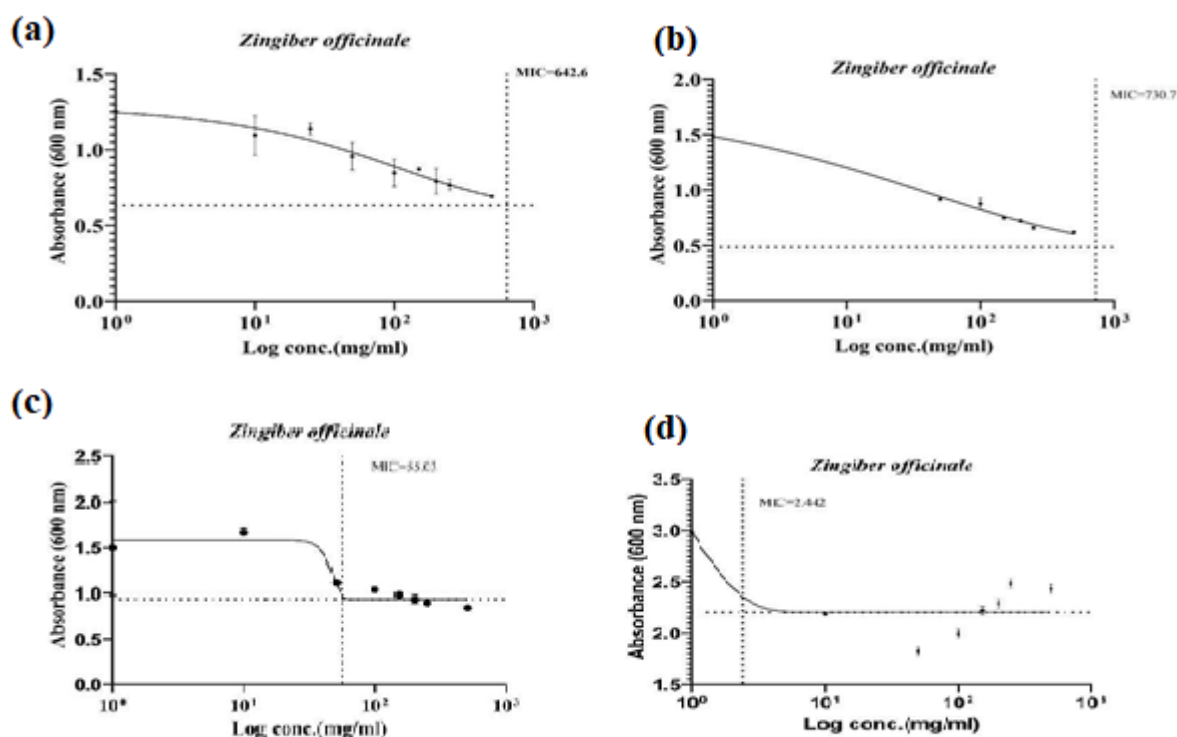 (a)
Zingiber officinale
MIC=642.6
1.5
1.0
0.5
0.0
Absorbance (600 nm)
10⁰
10¹
10²
10³
Log conc.(mg/ml)
(b)
Zingiber officinale
MIC=730.7
2.0
1.5
1.0
0.5
0.0
Absorbance (600 nm)
10⁰
10¹
10²
10³
Log conc.(mg/ml)
(c)
Zingiber officinale
2.5
2.0
1.5
1.0
0.5
0.0
Absorbance (600 nm)
10⁰
10¹
10²
10³
Log conc.(mg/ml)
(d)
Zingiber officinale
MIC=2.442
3.5
3.0
2.5
2.0
1.5
Absorbance (600 nm)
10⁰
10¹
10²
10³
Log conc.(mg/ml)